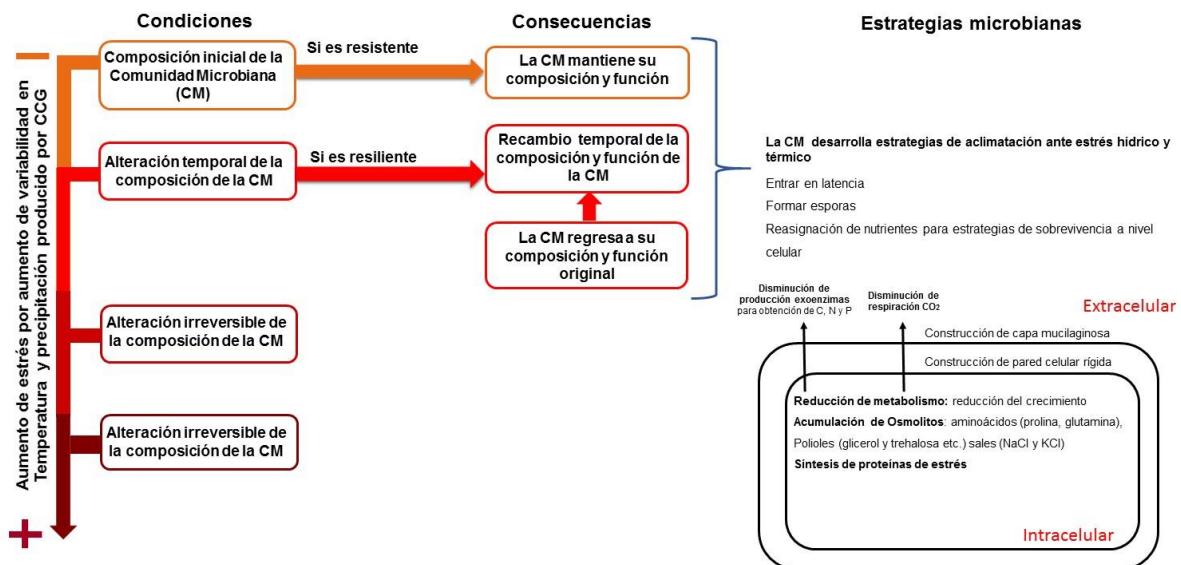 Condiciones
Consecuencias
Estrategias microbianas
Aumento de estrés por aumento de variabilidad en
Temperatura y precipitación producido por CCG
Composición inicial de la
Comunidad Microbiana
(CM)
Si es resistente
La CM mantiene su
composición y función
Alteración temporal de la
composición de la CM
Si es resiliente
Recambio temporal de la
composición y función de
la CM
La CM regresa a su
composición y función
original
Alteración irreversible de
la composición de la CM
Alteración irreversible de
la composición de la CM
La CM desarrolla estrategias de aclimatación ante estrés hídrico y
térmico
Entrar en latencia
Formar esporas
Reasignación de nutrientes para estrategias de sobrevivencia a nivel
celular
Disminución de
producción exoenzimas
para obtención de C, N y P
Disminución de
respiración CO2
Extracelular
Construcción de capa mucilaginosa
Construcción de pared celular rígida
Reducción de metabolismo: reducción del crecimiento
Acumulación de Osmolitos: aminoácidos (prolina, glutamina),
Polioles (glicerol y trehalosa etc.) sales (NaCl y KCl)
Síntesis de proteínas de estrés
Intracelular